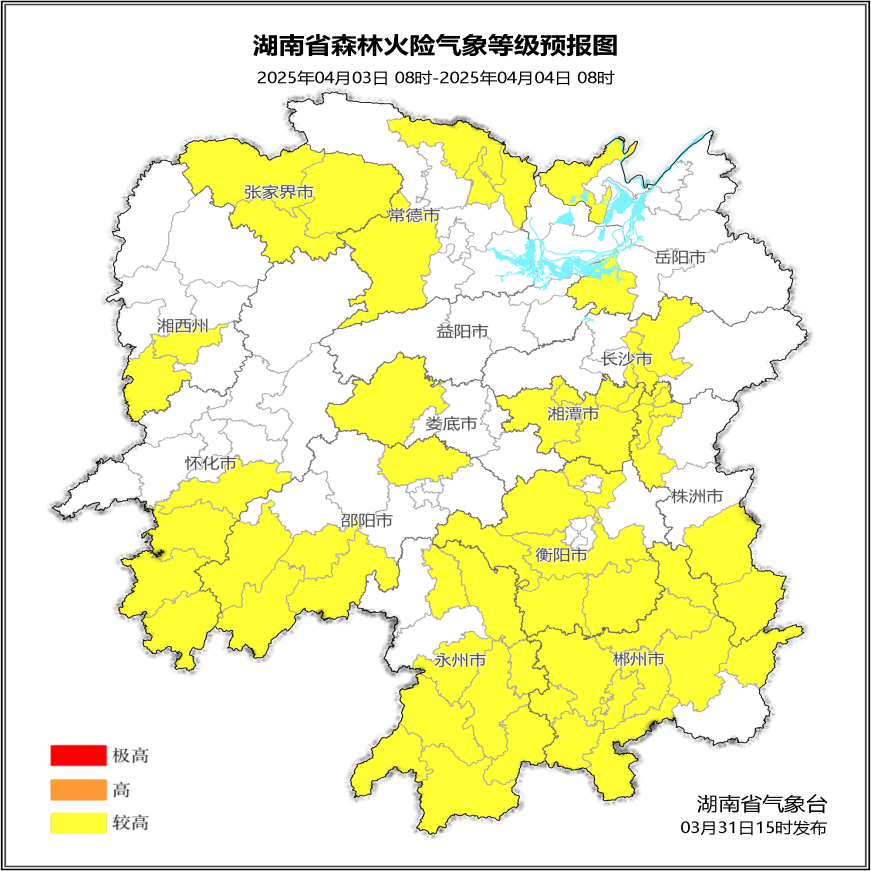 湖南省森林火险气象等级预报图
2025年04月03日 08时-2025年04月04日 08时
张家界市
常德市
岳阳市
湘西州
益阳市
长沙市
湘潭市
娄底市
怀化市
株洲市
邵阳市
衡阳市
永州市
郴州市
极高
高
较高
湖南省气象台
03月31日15时发布